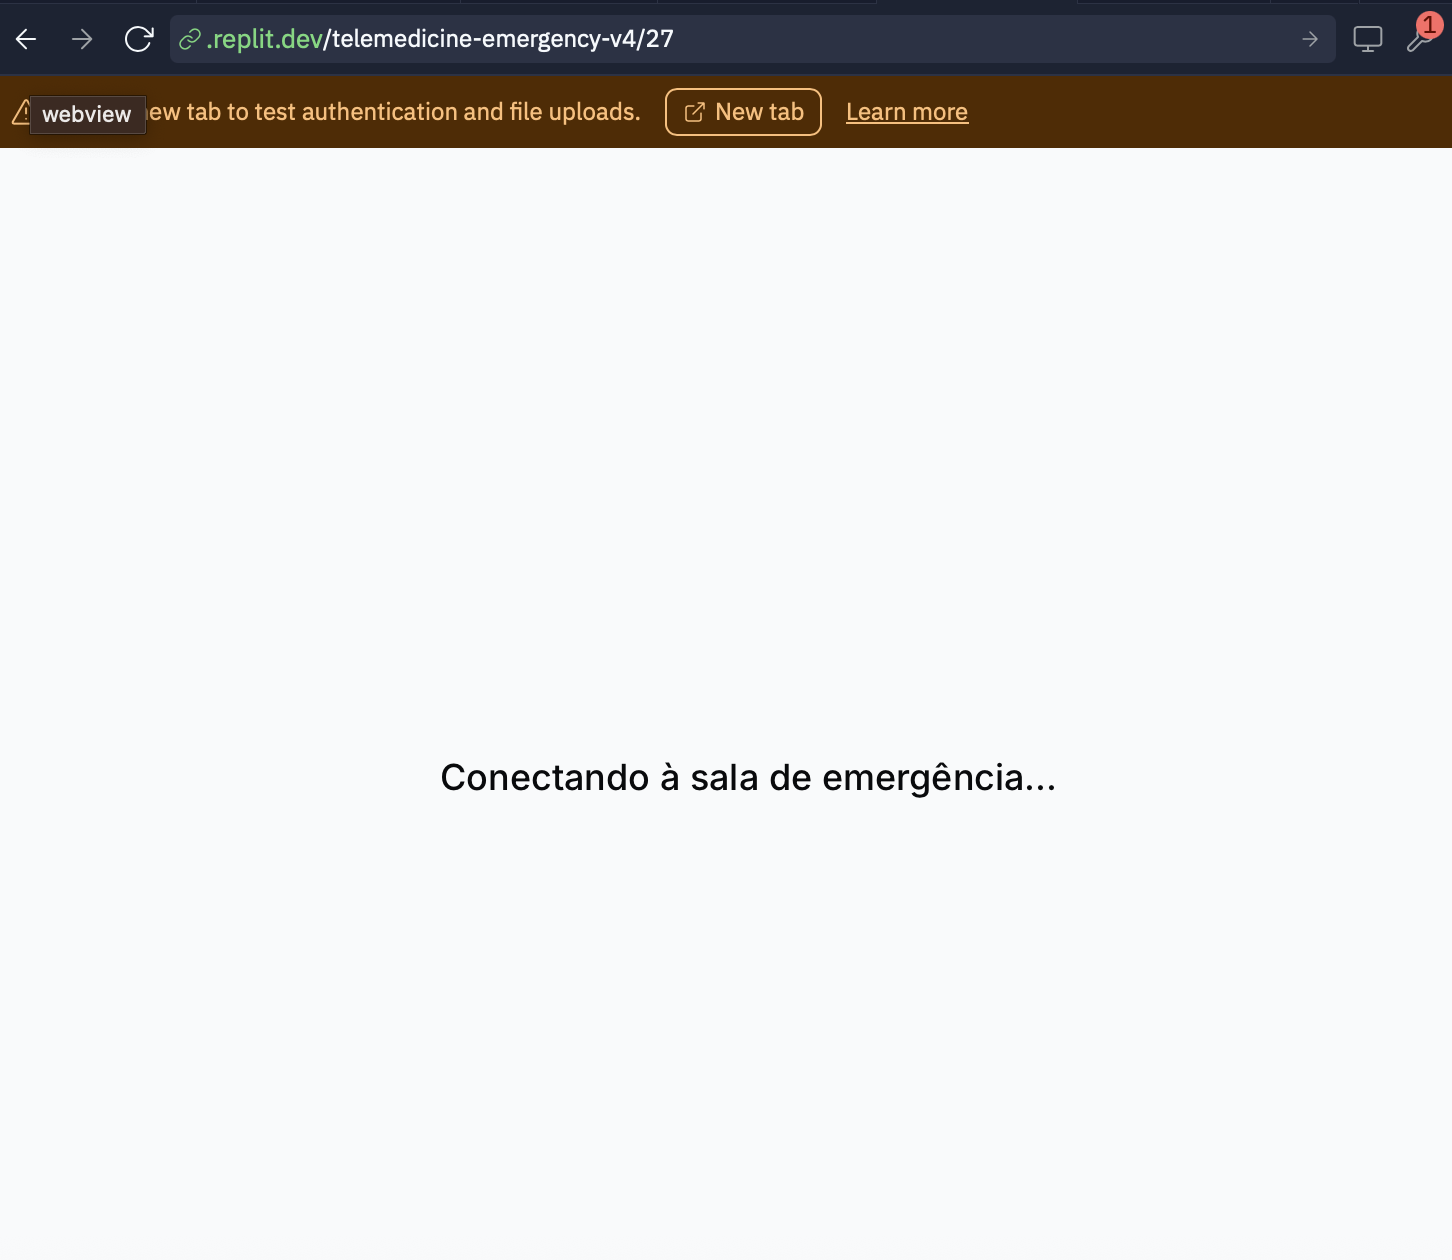 .replit.dev/telemedicine-emergency-v4/27
1
webview
new tab to test authentication and file uploads.
New tab
Learn more
Conectando à sala de emergência...